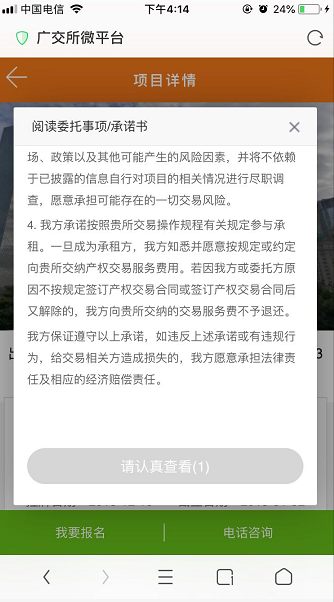 中国电信
下午4:14
24%
广交所微平台
项目详情
阅读委托事项/承诺书
场、政策以及其他可能产生的风险因素，并将不依赖
于已披露的信息自行对项目的相关情况进行尽职调
查，愿意承担可能存在的一切交易风险。
4. 我方承诺按照贵所交易操作规程有关规定参与承
租。一旦成为承租方，我方知悉并愿意按规定或约定
向贵所交纳产权交易服务费用。若因我方或委托方原
因不按规定签订产权交易合同或签订产权交易合同后
又解除的，我方向贵所交纳的交易服务费不予退还。
我方保证遵守以上承诺，如违反上述承诺或有违规行
为，给交易相关方造成损失的，我方愿意承担法律责
任及相应的经济赔偿责任。
请认真查看(1)
我要报名
电话咨询